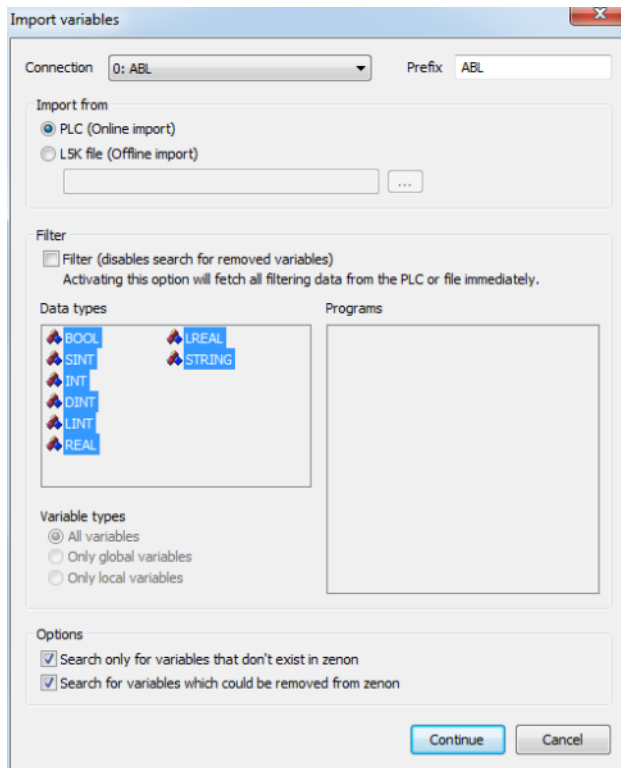 Import variables
Connection 0: ABL Prefix ABL
Import from
PLC (Online import)
L5K file (Offline import)
...
Filter
Filter (disables search for removed variables)
Activating this option will fetch all filtering data from the PLC or file immediately.
Data types Programs
BOOL LREAL
SINT STRING
INT
DINT
LINT
REAL
Variable types
All variables
Only global variables
Only local variables
Options
Search only for variables that don't exist in zenon
Search for variables which could be removed from zenon
Continue Cancel